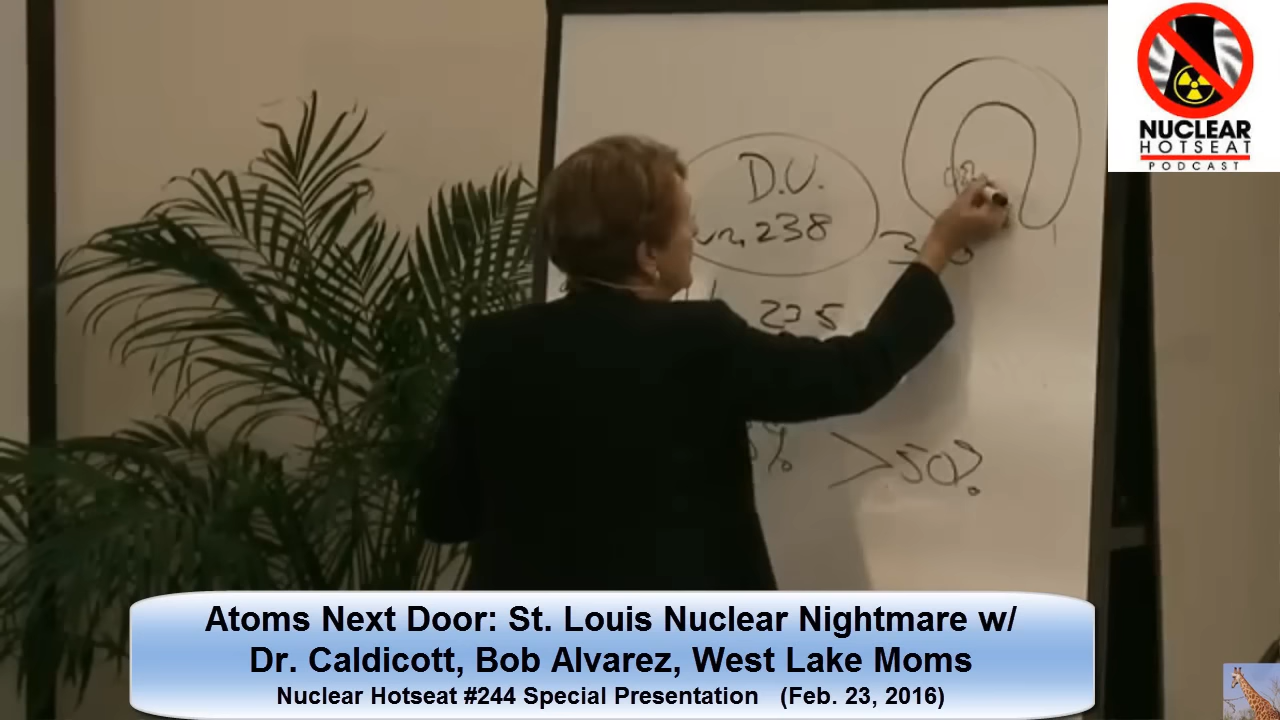 NUCLEAR
HOTSEAT
PODCAST
D.U.
238
235
>50?
Atoms Next Door: St. Louis Nuclear Nightmare w/
Dr. Caldicott, Bob Alvarez, West Lake Moms
Nuclear Hotseat #244 Special Presentation (Feb. 23, 2016)